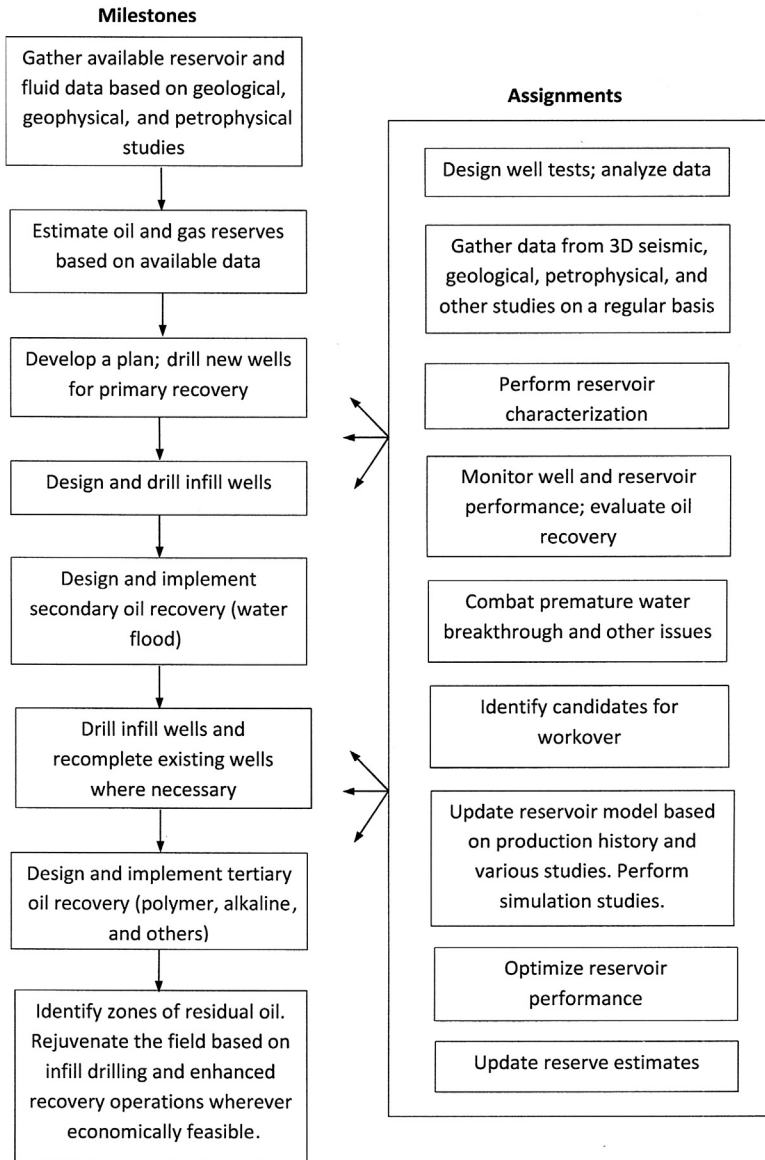 Milestones
Gather available reservoir and
fluid data based on geological,
geophysical, and petrophysical
studies
Estimate oil and gas reserves
based on available data
Develop a plan; drill new wells
for primary recovery
Design and drill infill wells
Design and implement
secondary oil recovery (water
flood)
Drill infill wells and
recomplete existing wells
where necessary
Design and implement tertiary
oil recovery (polymer, alkaline,
and others)
Identify zones of residual oil.
Rejuvenate the field based on
infill drilling and enhanced
recovery operations wherever
economically feasible.
Assignments
Design well tests; analyze data
Gather data from 3D seismic,
geological, petrophysical, and
other studies on a regular basis
Perform reservoir
characterization
Monitor well and reservoir
performance; evaluate oil
recovery
Combat premature water
breakthrough and other issues
Identify candidates for
workover
Update reservoir model based
on production history and
various studies. Perform
simulation studies.
Optimize reservoir
performance
Update reserve estimates